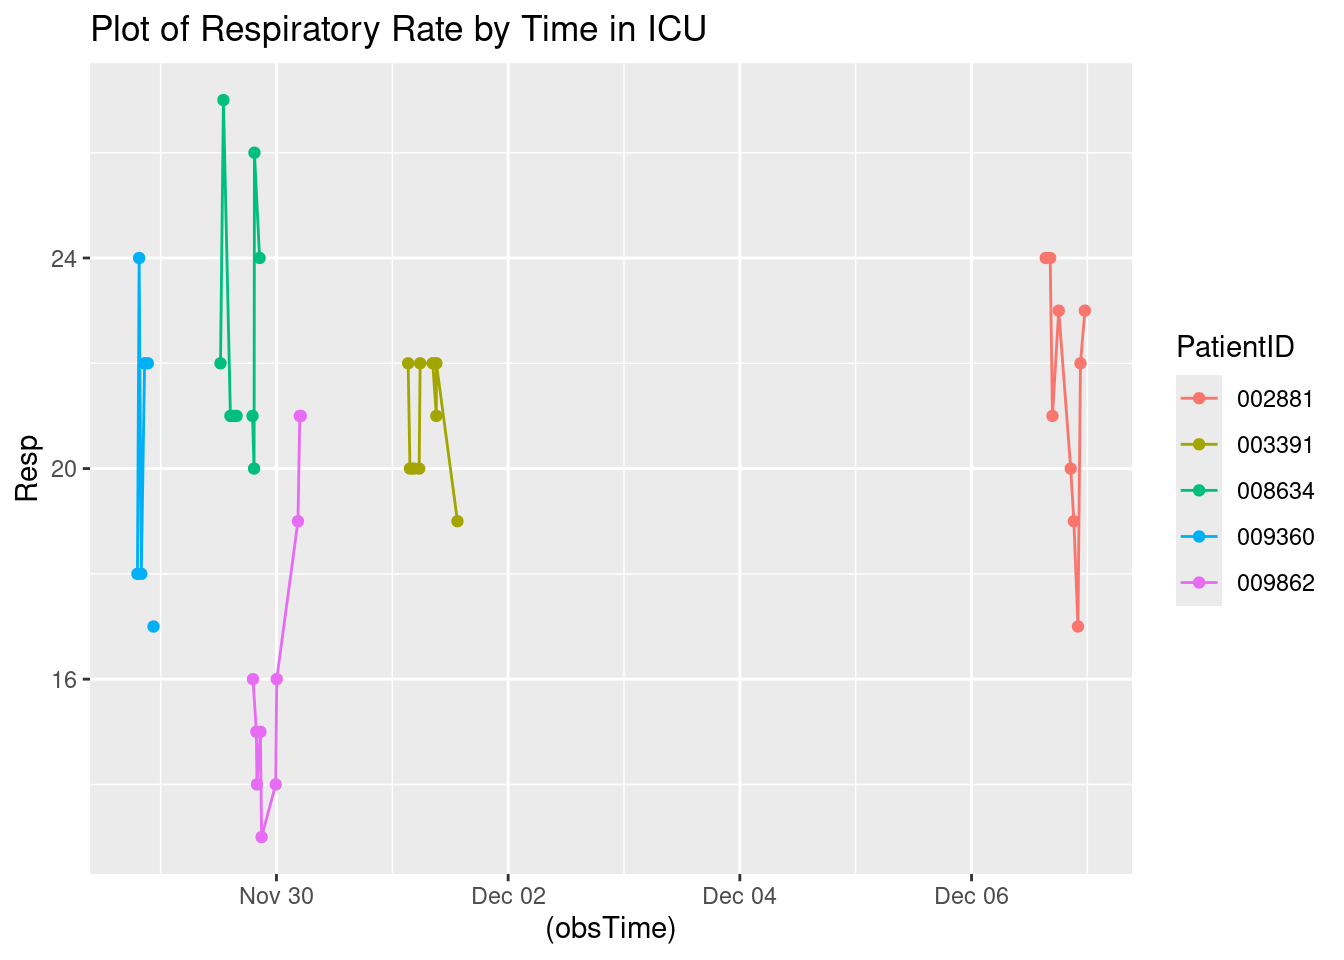 Plot of Respiratory Rate by Time in ICU
Resp
24
20
16
Nov 30 Dec 02 Dec 04 Dec 06
(obsTime)
PatientID
002881
003391
008634
009360
009862